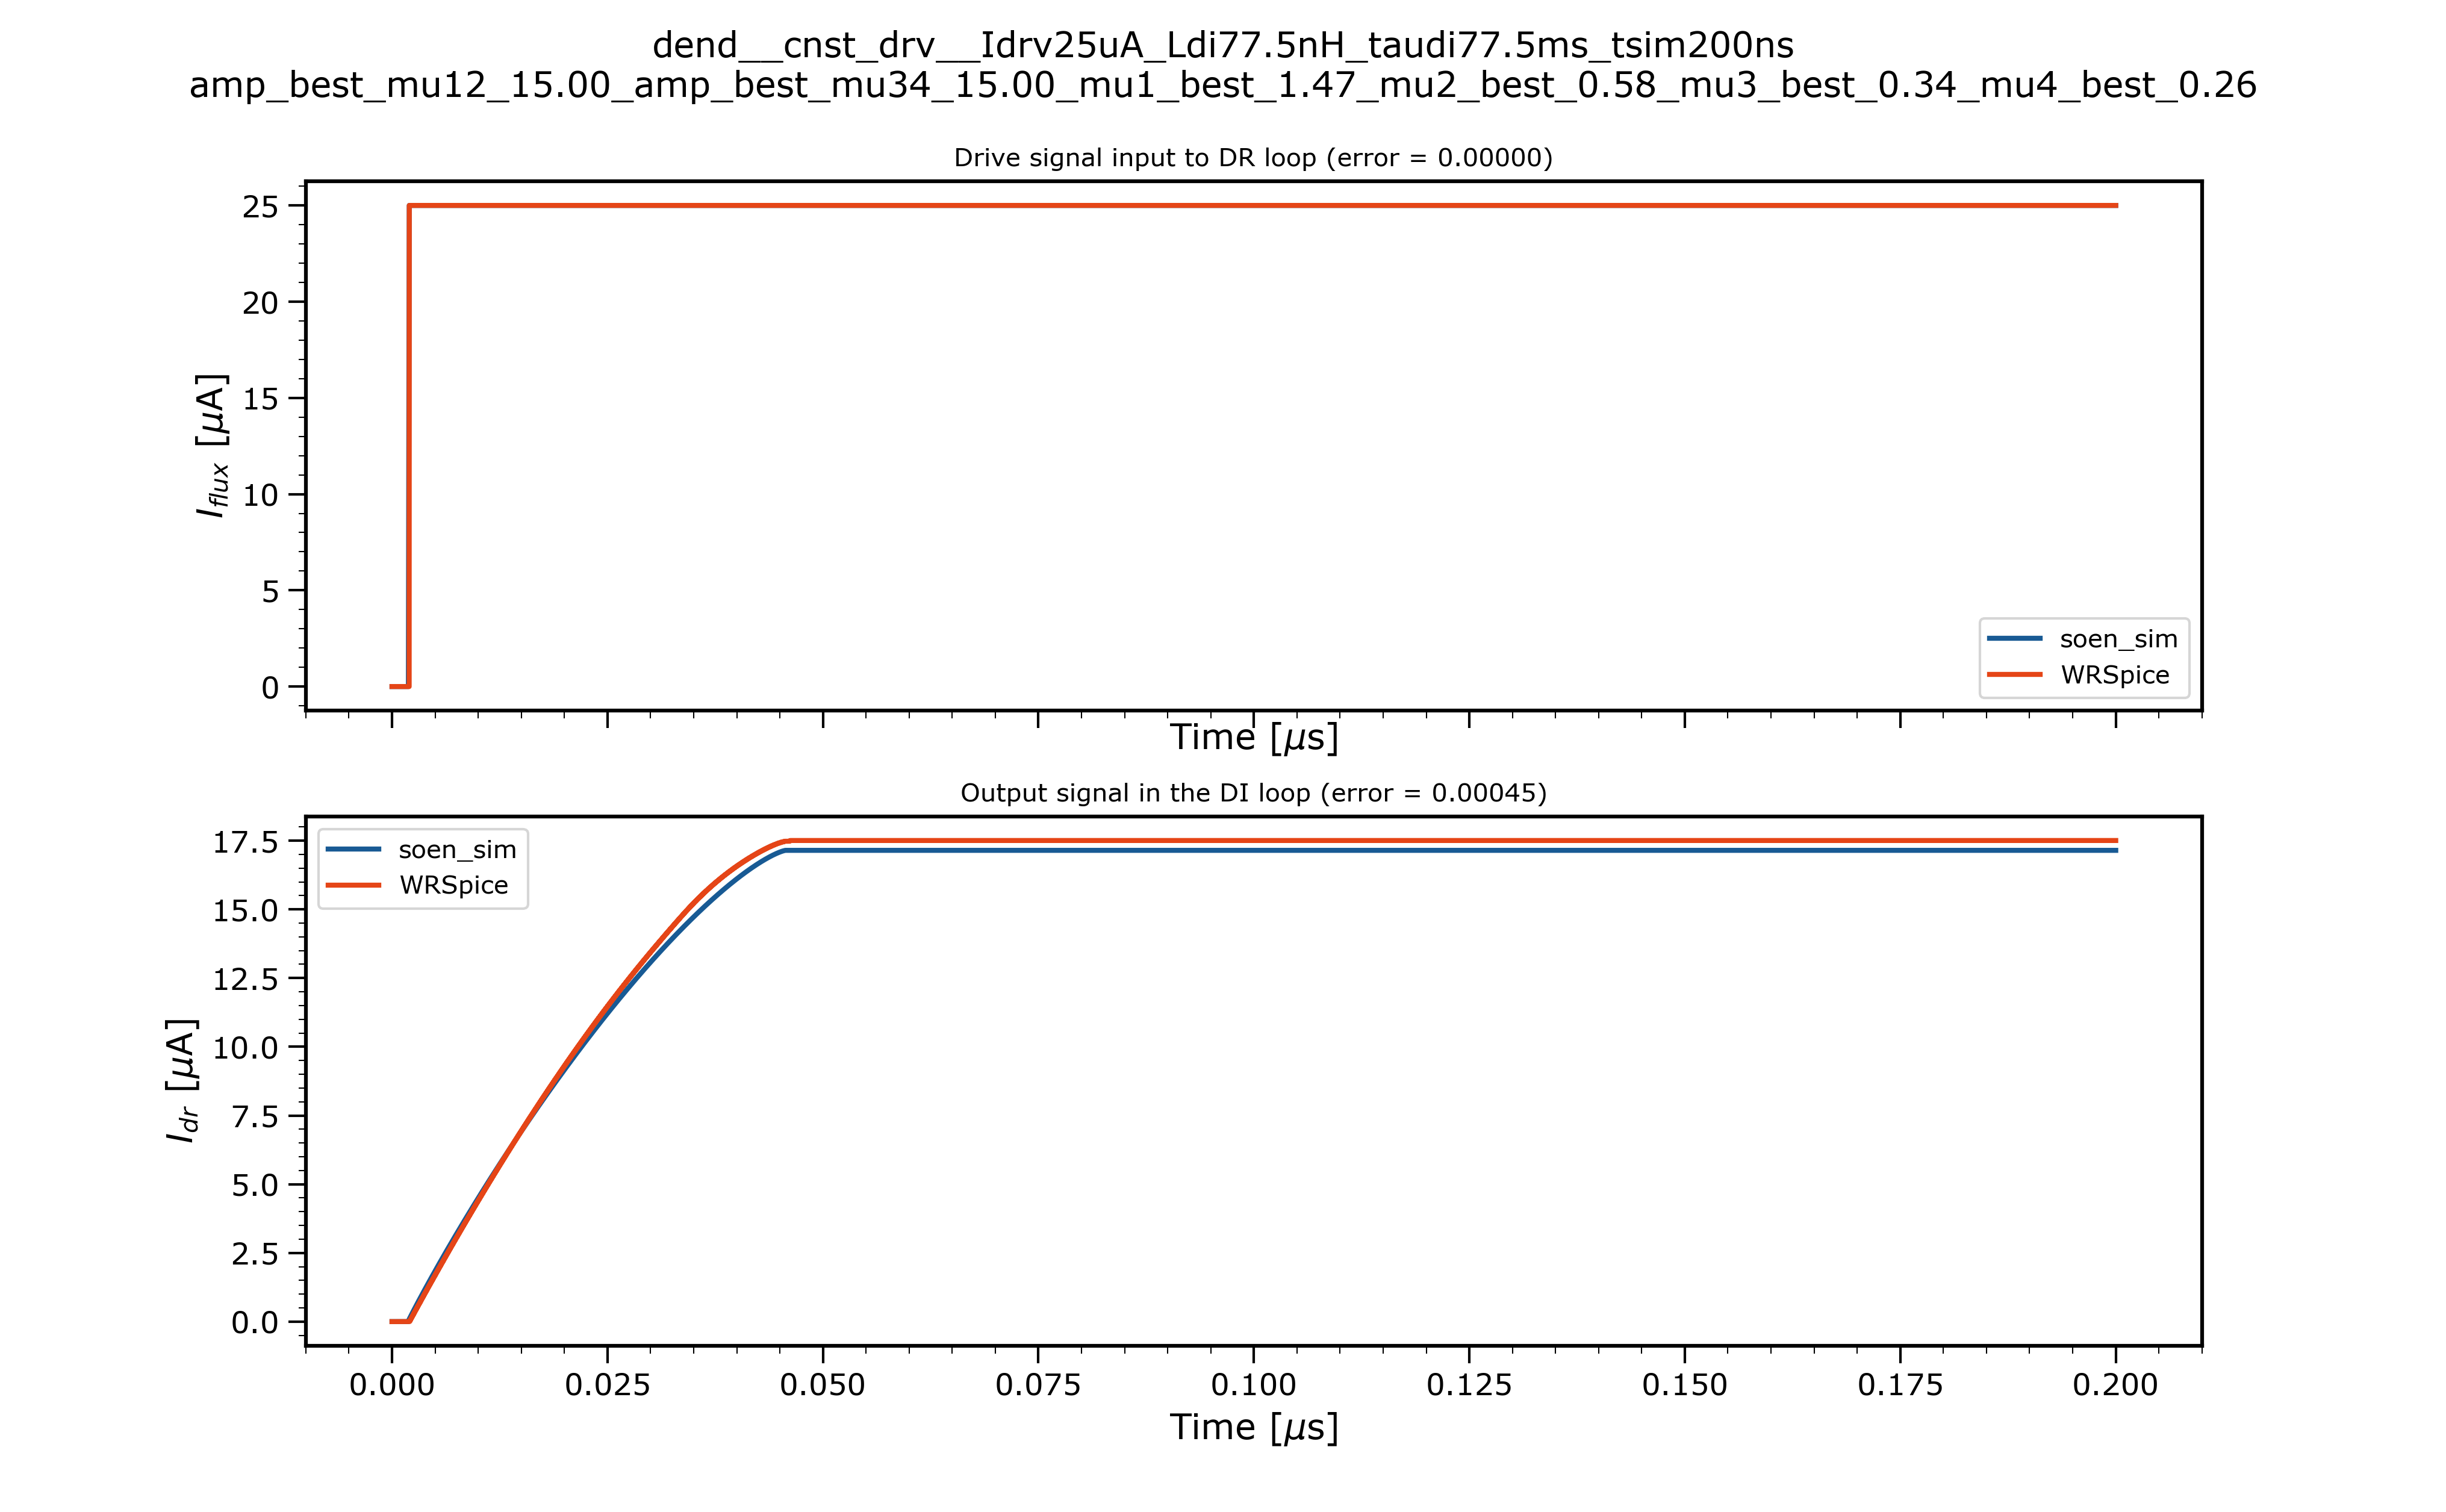 dend__cnst_drv__Idrv25uA_Ldi77.5nH_taudi77.5ms_tsim200ns
amp_best_mu12_15.00_amp_best_mu34_15.00_mu1_best_1.47_mu2_best_0.58_mu3_best_0.34_mu4_best_0.26
Drive signal input to DR loop (error = 0.00000)
25
20
15
10
5
0
I_flux [μA]
soen_sim
WRSpice
Time [μs]
Output signal in the DI loop (error = 0.00045)
soen_sim
WRSpice
17.5
15.0
12.5
10.0
7.5
5.0
2.5
0.0
I_dr [μA]
0.000 0.025 0.050 0.075 0.100 0.125 0.150 0.175 0.200
Time [μs]